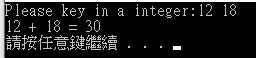 Please key in a integer:12 18
12 + 18 = 30
請按任意鍵繼續 . . .